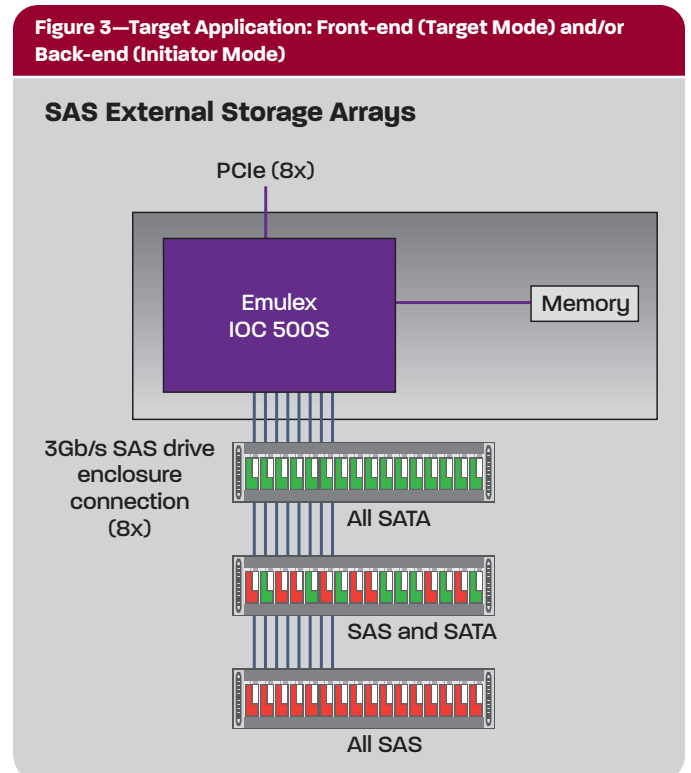 Figure 3—Target Application: Front-end (Target Mode) and/or
Back-end (Initiator Mode)
SAS External Storage Arrays
PCIe (8x)
Emulex
IOC 500S
Memory
3Gb/s SAS drive
enclosure
connection
(8x)
All SATA
SAS and SATA
All SAS